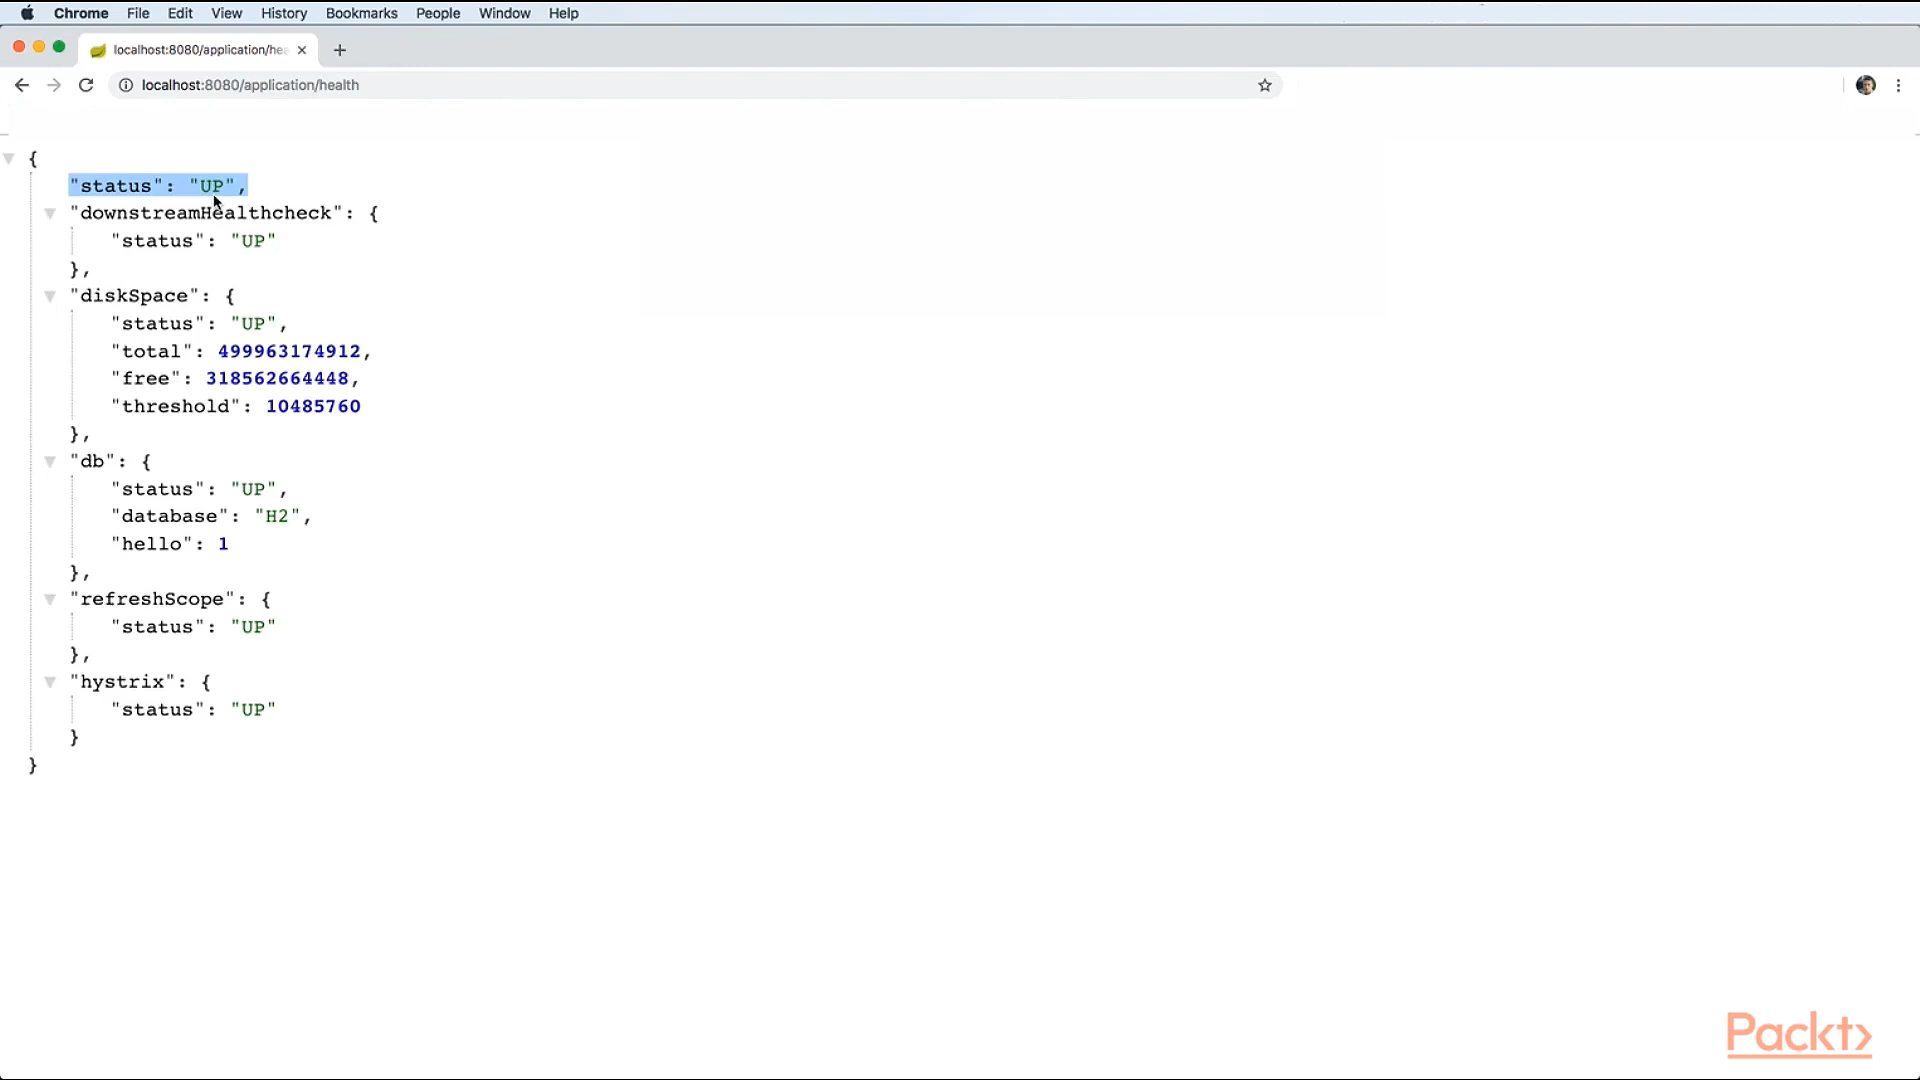 Chrome File Edit View History Bookmarks People Window Help
localhost:8080/application/hea
localhost:8080/application/health
{
"status": "UP",
"downstreamHealthcheck": {
"status": "UP"
},
"diskSpace": {
"status": "UP",
"total": 499963174912,
"free": 318562664448,
"threshold": 10485760
},
"db": {
"status": "UP",
"database": "H2",
"hello": 1
},
"refreshScope": {
"status": "UP"
},
"hystrix": {
"status": "UP"
}
}
Packt>